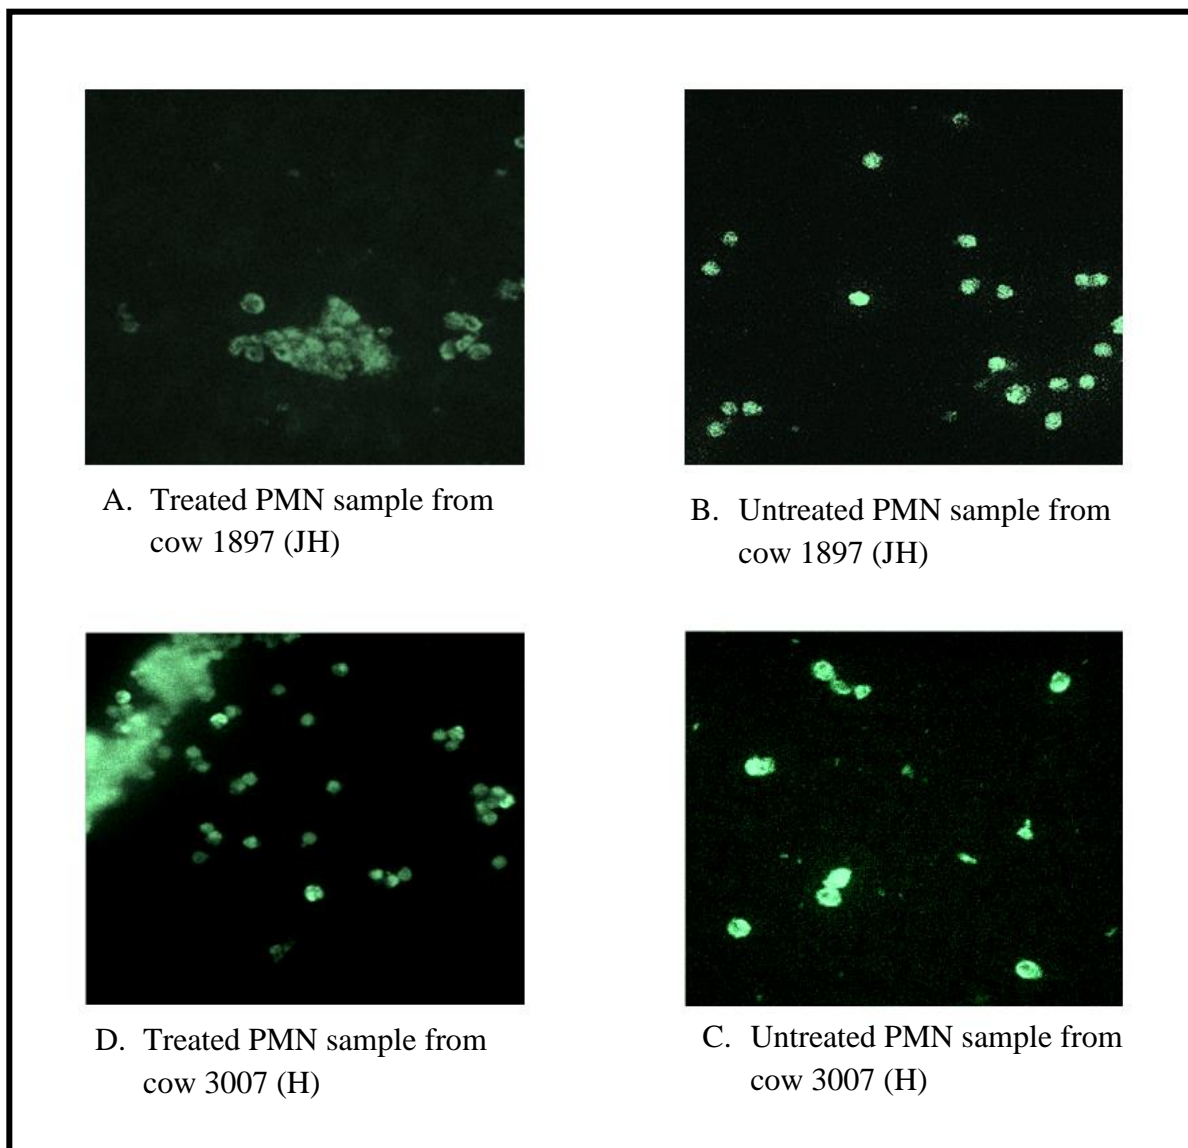 A. Treated PMN sample from
cow 1897 (JH)
B. Untreated PMN sample from
cow 1897 (JH)
D. Treated PMN sample from
cow 3007 (H)
C. Untreated PMN sample from
cow 3007 (H)